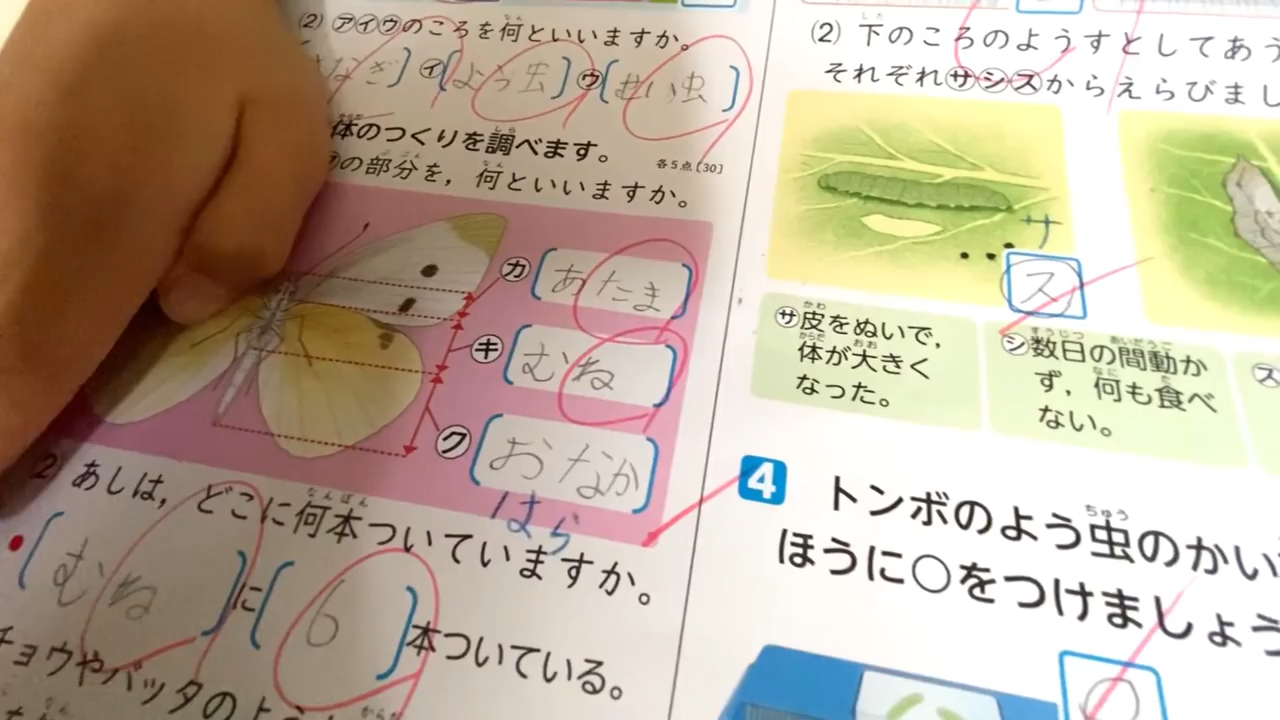 (2) アイウのころを何といいますか。
なぎ) イ(よう虫) ウ(せい虫)
体のつくりを調べます。
各5点〔30〕
の部分を，何といいますか。
カ(あたま)
キ(むね)
ク(おなか)
はら
2) あしは，どこに何本ついていますか。
(むね)に(6)本ついている。
チョウやバッタのよう
(2) 下のころのようすとしてあう
それぞれサシスからえらびまし
サ
ス
サ皮をぬいで，
体が大きく
なった。
シ数日の間動か
ず，何も食べ
ない。
ス
4 トンボのよう虫のかい
ほうに○をつけましょう